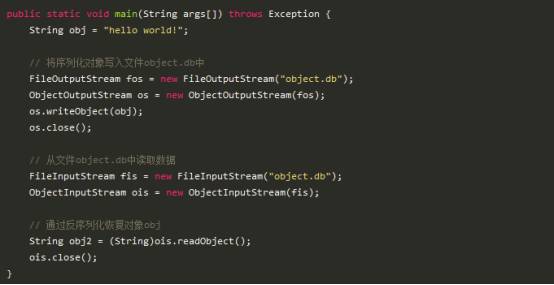 public static void main(String args[]) throws Exception {
    String obj = "hello world!";
    // 将序列化对象写入文件object.db中
    FileOutputStream fos = new FileOutputStream("object.db");
    ObjectOutputStream os = new ObjectOutputStream(fos);
    os.writeObject(obj);
    os.close();
    // 从文件object.db中读取数据
    FileInputStream fis = new FileInputStream("object.db");
    ObjectInputStream ois = new ObjectInputStream(fis);
    // 通过反序列化恢复对象obj
    String obj2 = (String)ois.readObject();
    ois.close();
}